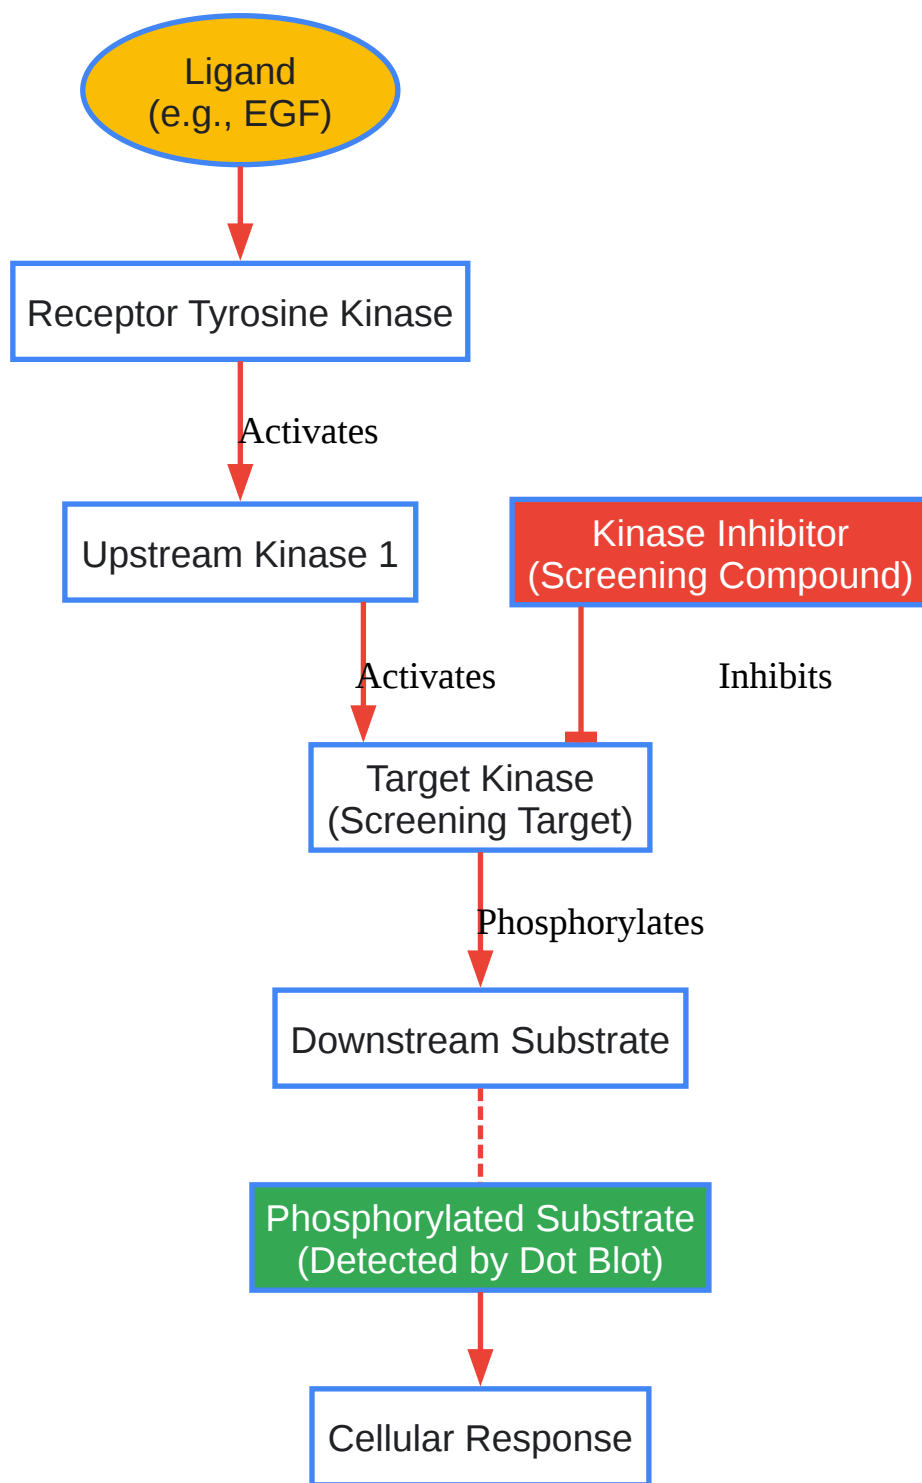 Ligand
(e.g., EGF)
Receptor Tyrosine Kinase
Activates
Upstream Kinase 1
Kinase Inhibitor
(Screening Compound)
Activates
Inhibits
Target Kinase
(Screening Target)
Phosphorylates
Downstream Substrate
Phosphorylated Substrate
(Detected by Dot Blot)
Cellular Response